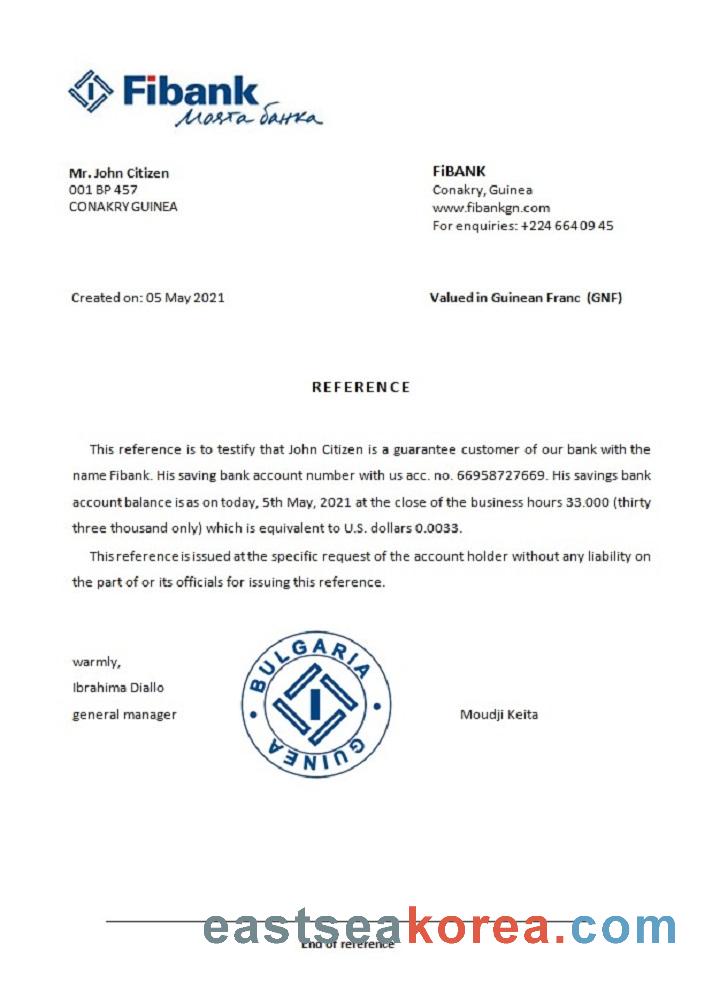 Fibank
Моята банка
Mr. John Citizen
001 BP 457
CONAKRY GUINEA
FiBANK
Conakry, Guinea
www.fibankgn.com
For enquiries: +224 664 09 45
Created on: 05 May 2021
Valued in Guinean Franc (GNF)
REFERENCE
This reference is to testify that John Citizen is a guarantee customer of our bank with the
name Fibank. His saving bank account number with us acc. no. 66958727669. His savings bank
account balance is as on today, 5th May, 2021 at the close of the business hours 33.000 (thirty
three thousand only) which is equivalent to U.S. dollars 0.0033.
This reference is issued at the specific request of the account holder without any liability on
the part of or its officials for issuing this reference.
warmly,
Ibrahima Diallo
general manager
BULGARIA
GUINEA
Moudji Keita
eastseakorea.com
End of reference